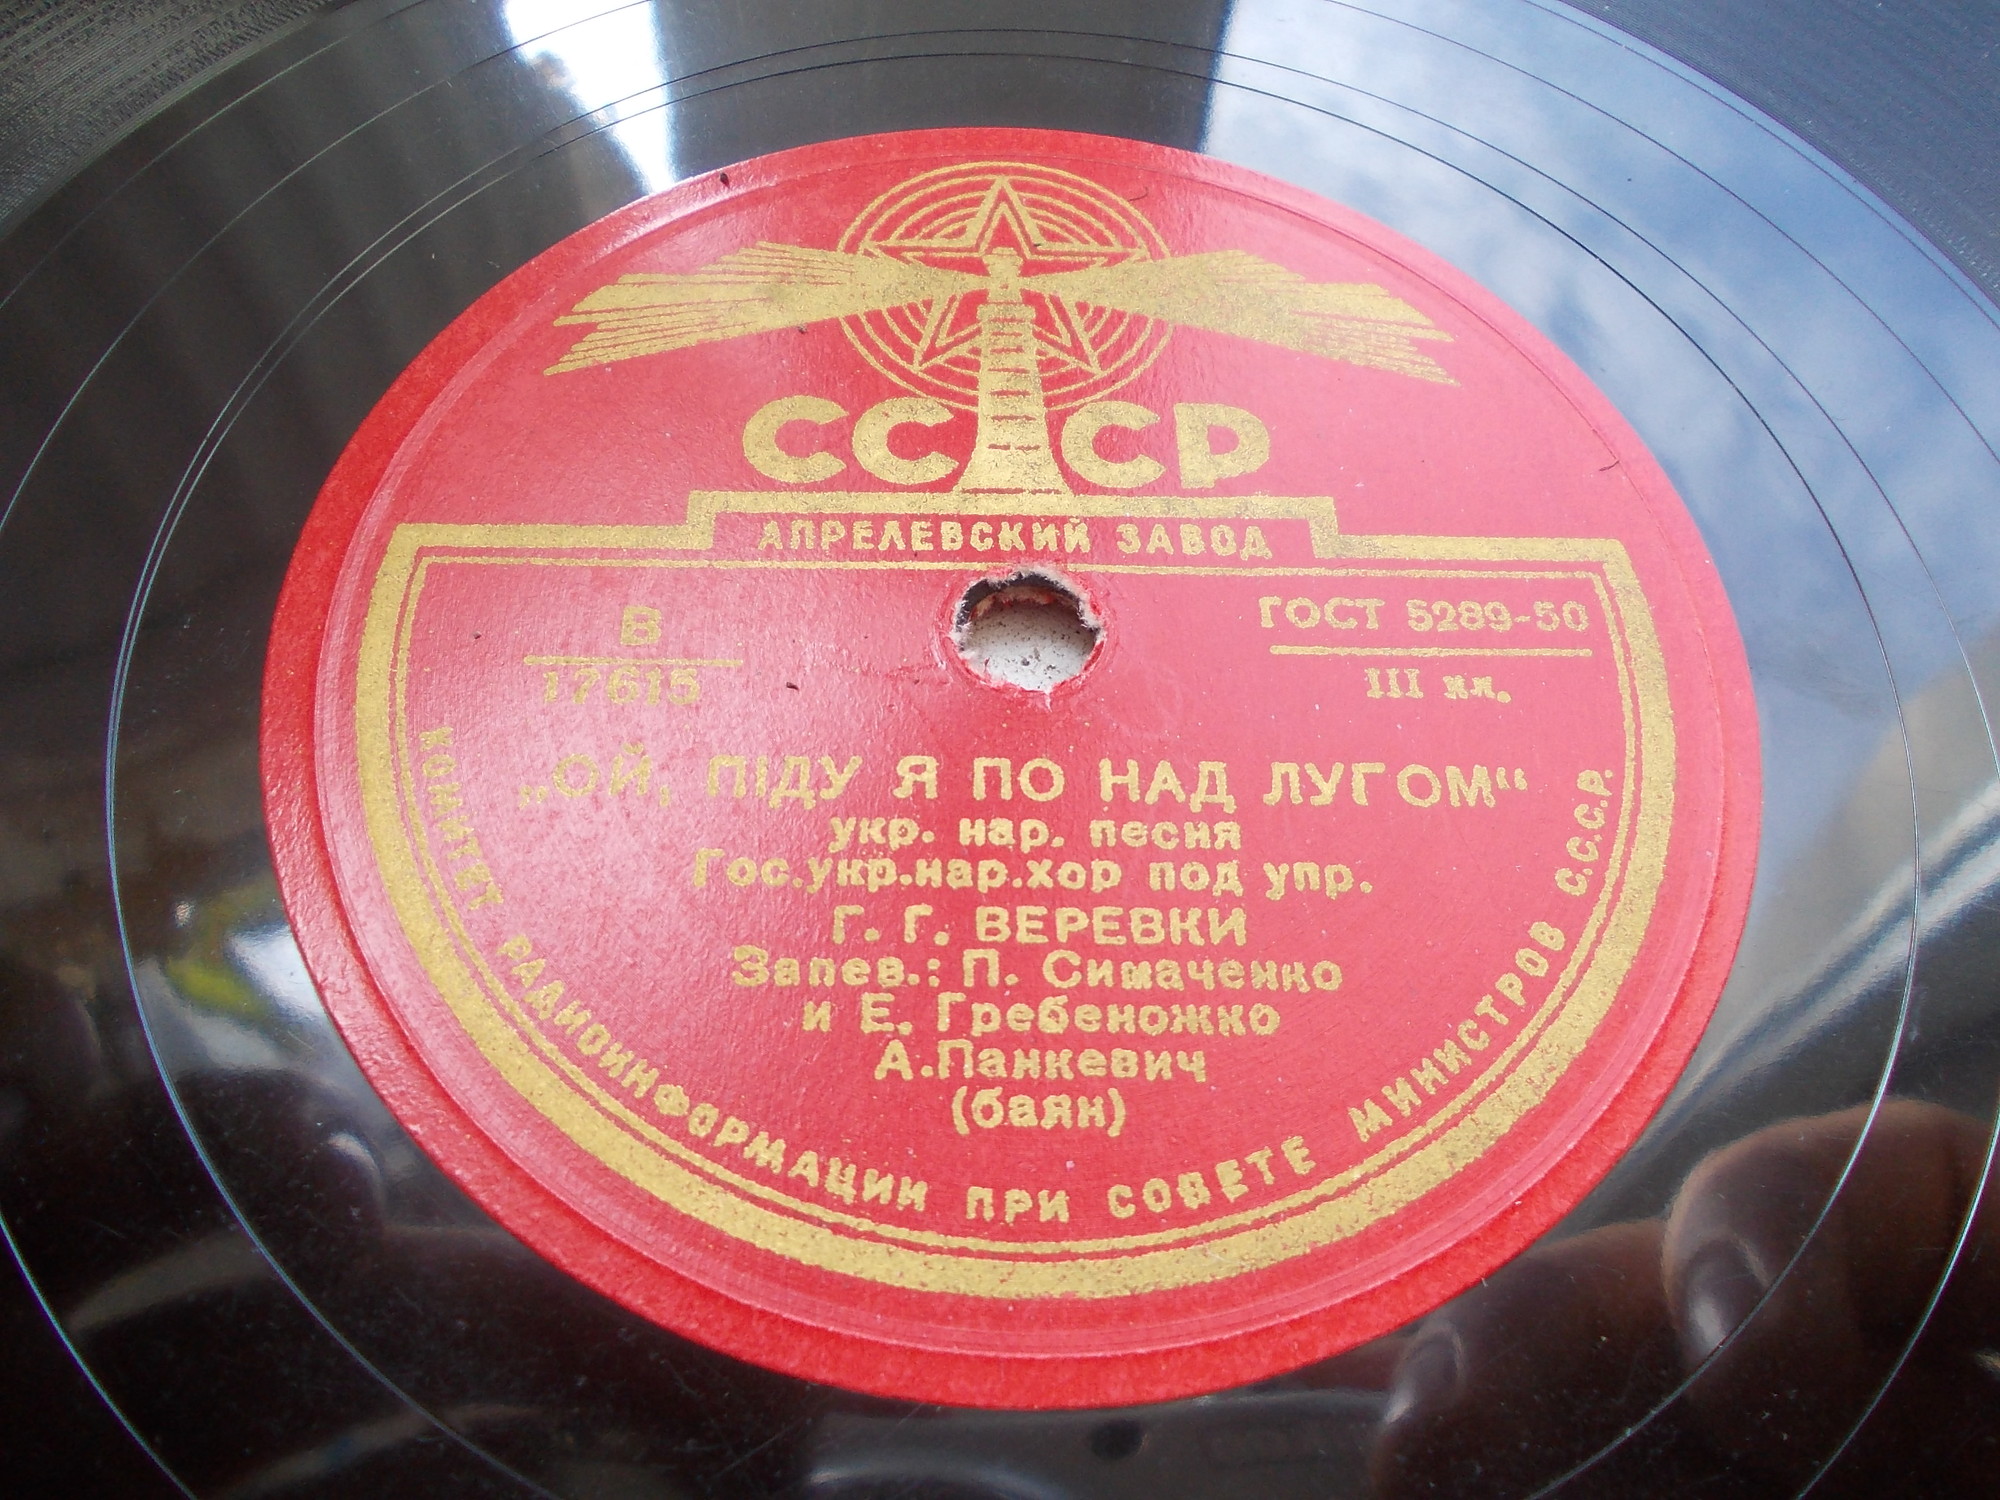 СССР
АПРЕЛЕВСКИЙ ЗАВОД
В
17615
ГОСТ 5289-50
III кл.
„ОЙ, ПІДУ Я ПО НАД ЛУГОМ“
укр. нар. песня
Гос.укр.нар.хор под упр.
Г. Г. ВЕРЕВКИ
Запев.: П. Симаченко
и Е. Гребеножко
А.Панкевич
(баян)
КОМИТЕТ РАДИОИНФОРМАЦИИ ПРИ СОВЕТЕ МИНИСТРОВ С.С.С.Р.